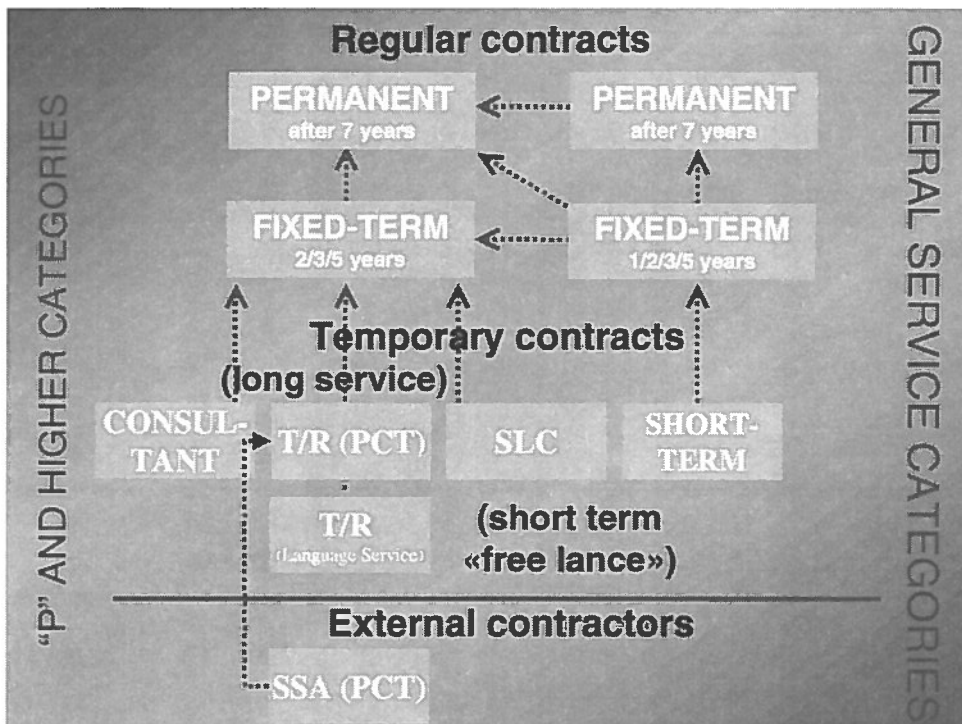 Regular contracts
"P" AND HIGHER CATEGORIES
GENERAL SERVICE CATEGORIES
PERMANENT
after 7 years
PERMANENT
after 7 years
FIXED-TERM
2/3/5 years
FIXED-TERM
1/2/3/5 years
Temporary contracts
(long service)
CONSUL-
TANT
T/R (PCT)
SLC
SHORT-
TERM
T/R
(Language Service)
(short term
«free lance»)
External contractors
SSA (PCT)